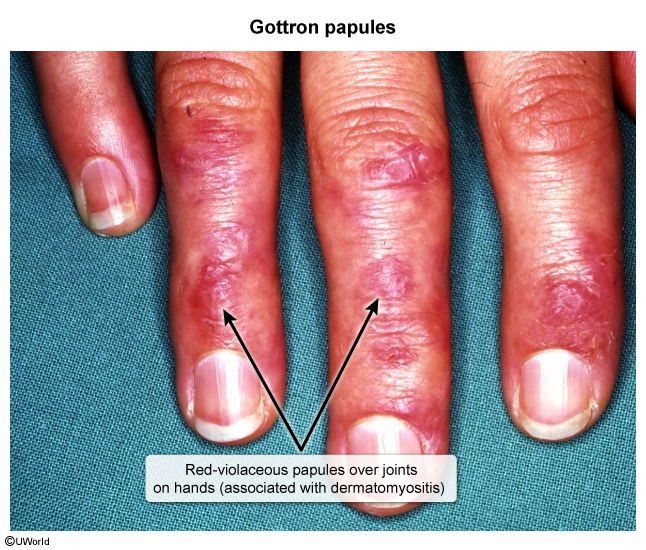 Gottron papules
Red-violaceous papules over joints
on hands (associated with dermatomyositis)
©UWorld